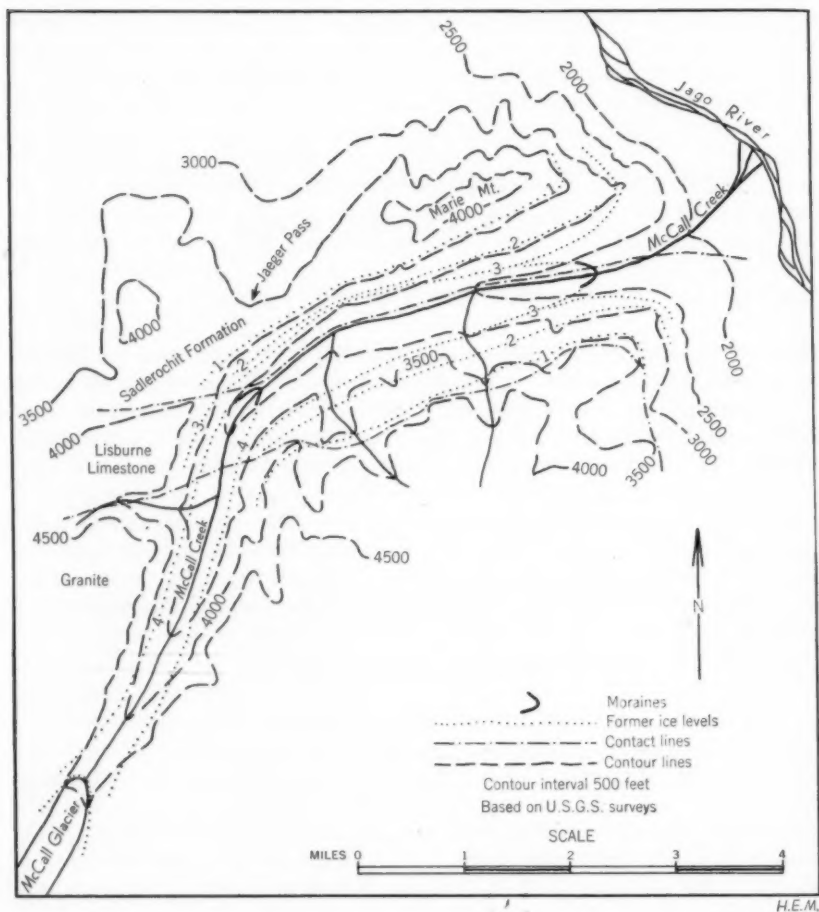 2500
2000
Jago River
3000
Marie Mt.
4000
1
McCall Creek
Jaeger Pass
2
3
4000
2000
Sadlerochit Formation
1
2
3
3500
2
1
3500
4000
3
4
2500
Lisburne
Limestone
3000
4000
3500
4500
4500
McCall Creek
Granite
4000
4
N
Moraines
Former ice levels
Contact lines
Contour lines
Contour interval 500 feet
Based on U.S.G.S. surveys
SCALE
MILES 0 1 2 3 4
McCall Glacier
H.E.M.